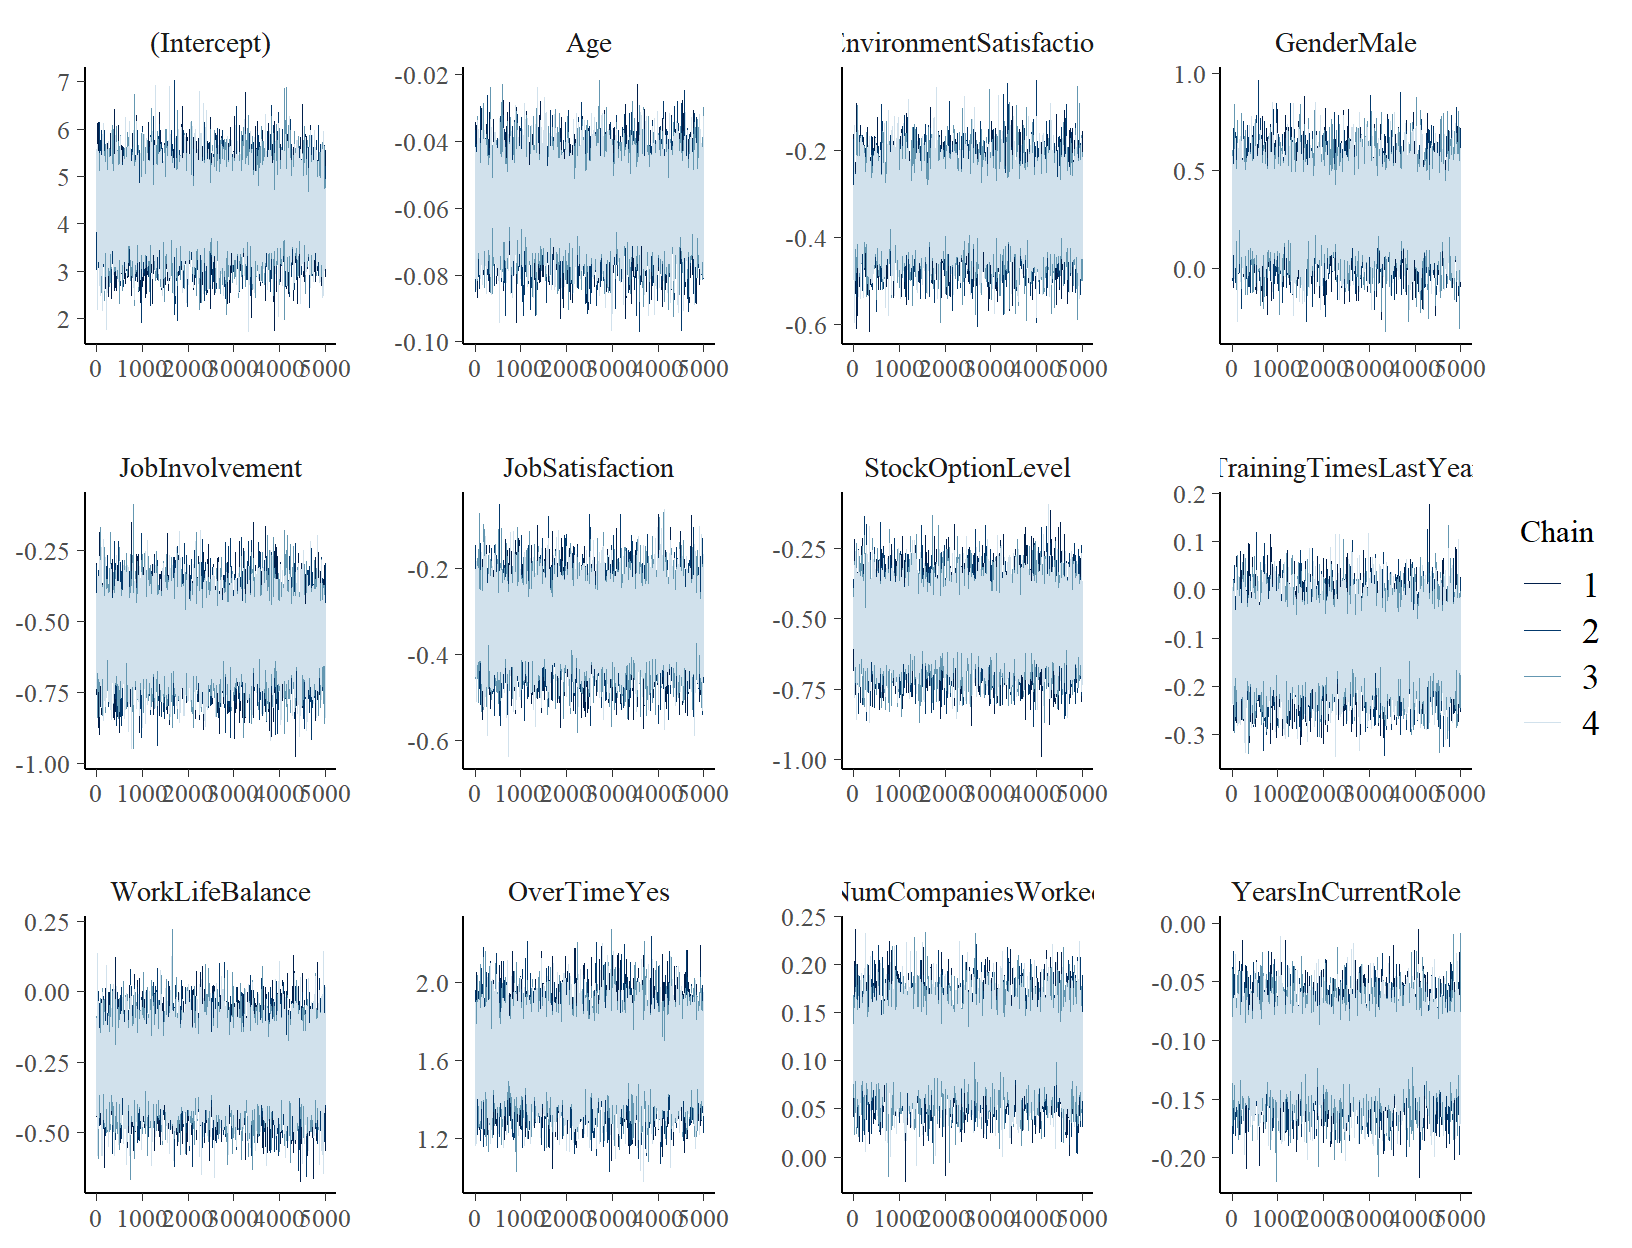 (Intercept)
Age
EnvironmentSatisfactio
GenderMale
7
6
5
4
3
2
-0.02
-0.04
-0.06
-0.08
-0.10
-0.2
-0.4
-0.6
1.0
0.5
0.0
0 1000 2000 3000 4000 5000
0 1000 2000 3000 4000 5000
0 1000 2000 3000 4000 5000
0 1000 2000 3000 4000 5000
JobInvolvement
JobSatisfaction
StockOptionLevel
TrainingTimesLastYear
-0.25
-0.50
-0.75
-1.00
-0.2
-0.4
-0.6
-0.25
-0.50
-0.75
-1.00
0.2
0.1
0.0
-0.1
-0.2
-0.3
0 1000 2000 3000 4000 5000
0 1000 2000 3000 4000 5000
0 1000 2000 3000 4000 5000
0 1000 2000 3000 4000 5000
Chain
1
2
3
4
WorkLifeBalance
OverTimeYes
NumCompaniesWorked
YearsInCurrentRole
0.25
0.00
-0.25
-0.50
2.0
1.6
1.2
0.25
0.20
0.15
0.10
0.05
0.00
0.00
-0.05
-0.10
-0.15
-0.20
0 1000 2000 3000 4000 5000
0 1000 2000 3000 4000 5000
0 1000 2000 3000 4000 5000
0 1000 2000 3000 4000 5000